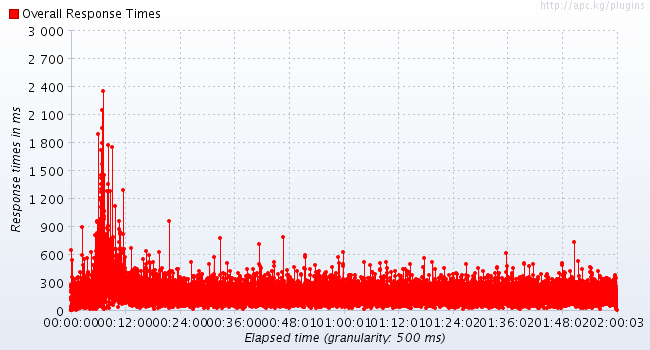 http://apc.kg/plugins
Overall Response Times
3 000
2 700
2 400
2 100
1 800
1 500
1 200
900
600
300
0
Response times in ms
00:00:00 00:12:00 00:24:00 00:36:00 00:48:00 01:00:00 01:12:00 01:24:00 01:36:00 01:48:00 02:00:03
Elapsed time (granularity: 500 ms)